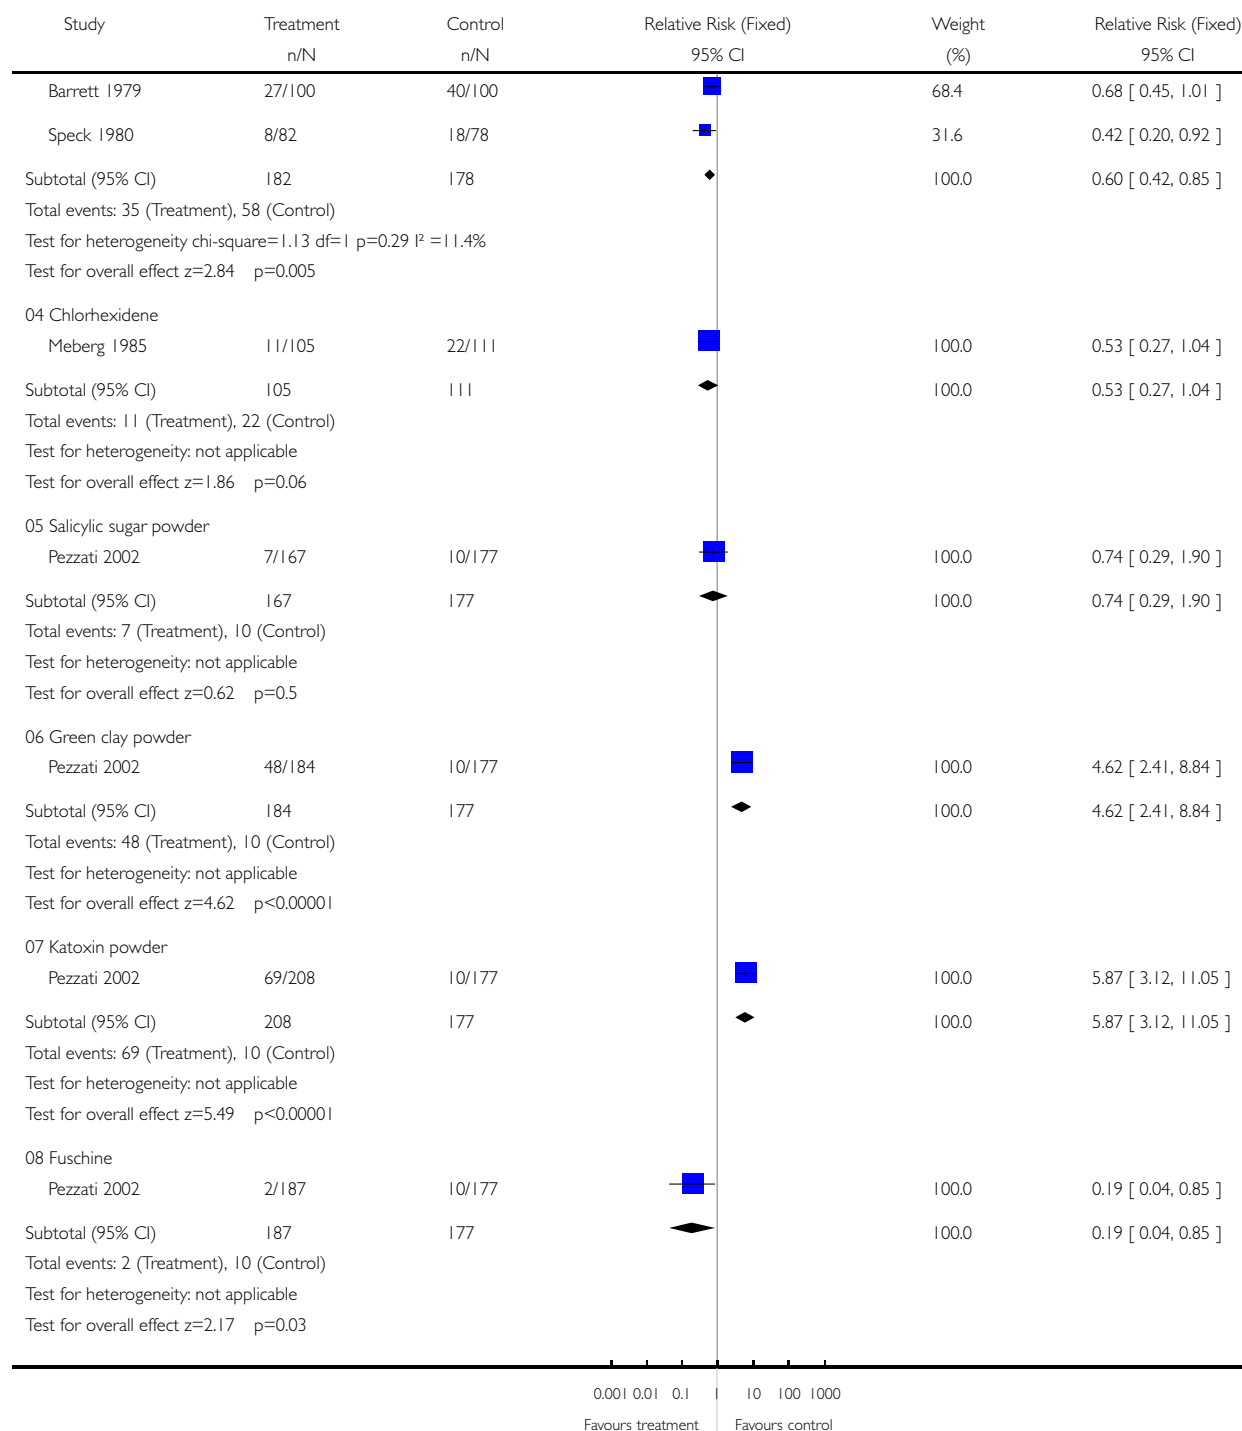 Study Treatment Control Relative Risk (Fixed) Weight Relative Risk (Fixed)
n/N n/N 95% CI (%) 95% CI
Barrett 1979 27/100 40/100 68.4 0.68 [ 0.45, 1.01 ]
Speck 1980 8/82 18/78 31.6 0.42 [ 0.20, 0.92 ]
Subtotal (95% CI) 182 178 100.0 0.60 [ 0.42, 0.85 ]
Total events: 35 (Treatment), 58 (Control)
Test for heterogeneity chi-square=1.13 df=1 p=0.29 I² =11.4%
Test for overall effect z=2.84 p=0.005
04 Chlorhexidene
Meberg 1985 11/105 22/111 100.0 0.53 [ 0.27, 1.04 ]
Subtotal (95% CI) 105 111 100.0 0.53 [ 0.27, 1.04 ]
Total events: 11 (Treatment), 22 (Control)
Test for heterogeneity: not applicable
Test for overall effect z=1.86 p=0.06
05 Salicylic sugar powder
Pezzati 2002 7/167 10/177 100.0 0.74 [ 0.29, 1.90 ]
Subtotal (95% CI) 167 177 100.0 0.74 [ 0.29, 1.90 ]
Total events: 7 (Treatment), 10 (Control)
Test for heterogeneity: not applicable
Test for overall effect z=0.62 p=0.5
06 Green clay powder
Pezzati 2002 48/184 10/177 100.0 4.62 [ 2.41, 8.84 ]
Subtotal (95% CI) 184 177 100.0 4.62 [ 2.41, 8.84 ]
Total events: 48 (Treatment), 10 (Control)
Test for heterogeneity: not applicable
Test for overall effect z=4.62 p<0.00001
07 Katoxin powder
Pezzati 2002 69/208 10/177 100.0 5.87 [ 3.12, 11.05 ]
Subtotal (95% CI) 208 177 100.0 5.87 [ 3.12, 11.05 ]
Total events: 69 (Treatment), 10 (Control)
Test for heterogeneity: not applicable
Test for overall effect z=5.49 p<0.00001
08 Fuschine
Pezzati 2002 2/187 10/177 100.0 0.19 [ 0.04, 0.85 ]
Subtotal (95% CI) 187 177 100.0 0.19 [ 0.04, 0.85 ]
Total events: 2 (Treatment), 10 (Control)
Test for heterogeneity: not applicable
Test for overall effect z=2.17 p=0.03
0.001 0.01 0.1 1 10 100 1000
Favours treatment Favours control